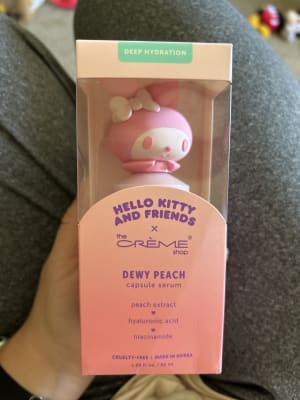 DEEP HYDRATION
HELLO KITTY
AND FRIENDS
×
the
CRÈME®
shop
DEWY PEACH
capsule serum
peach extract
♥
hyaluronic acid
♥
niacinamide
CRUELTY-FREE | MADE IN KOREA